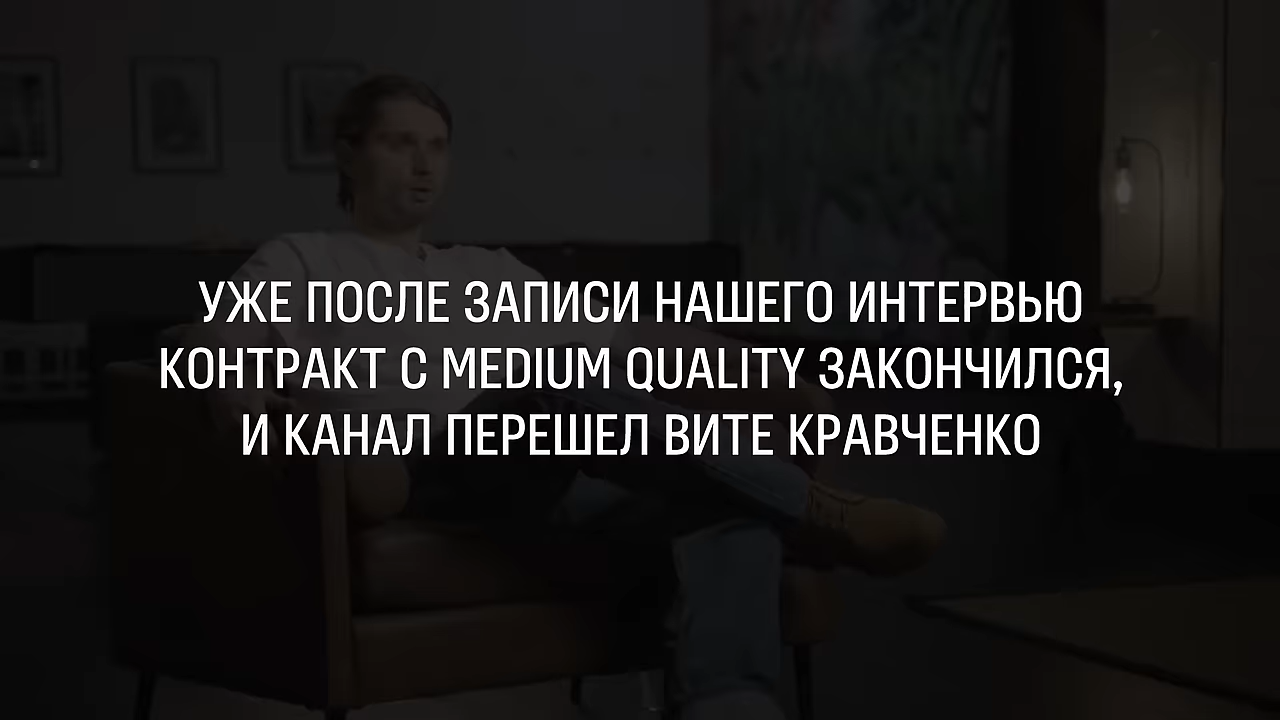 УЖЕ ПОСЛЕ ЗАПИСИ НАШЕГО ИНТЕРВЬЮ
КОНТРАКТ С MEDIUM QUALITY ЗАКОНЧИЛСЯ,
И КАНАЛ ПЕРЕШЕЛ ВИТЕ КРАВЧЕНКО